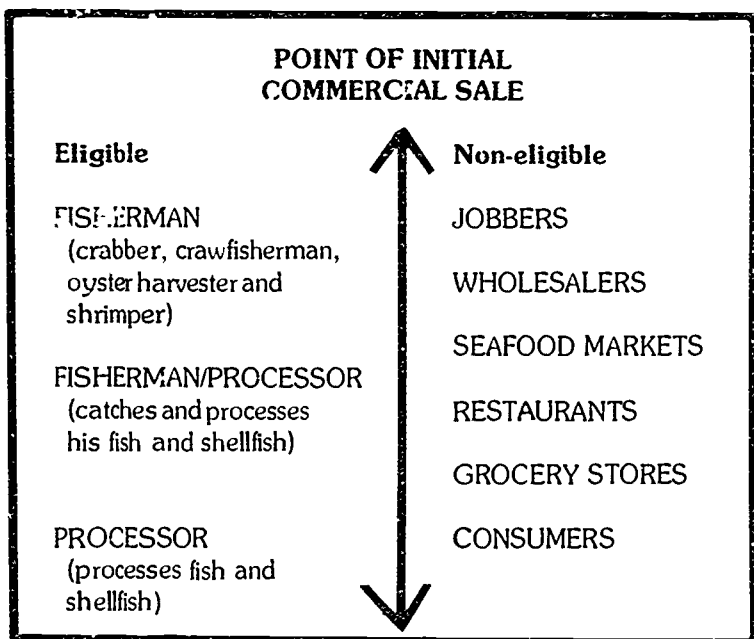 POINT OF INITIAL
COMMERCIAL SALE
Eligible
FISHERMAN
(crabber, crawfisherman,
oyster harvester and
shrimper)
FISHERMAN/PROCESSOR
(catches and processes
his fish and shellfish)
PROCESSOR
(processes fish and
shellfish)
Non-eligible
JOBBERS
WHOLESALERS
SEAFOOD MARKETS
RESTAURANTS
GROCERY STORES
CONSUMERS